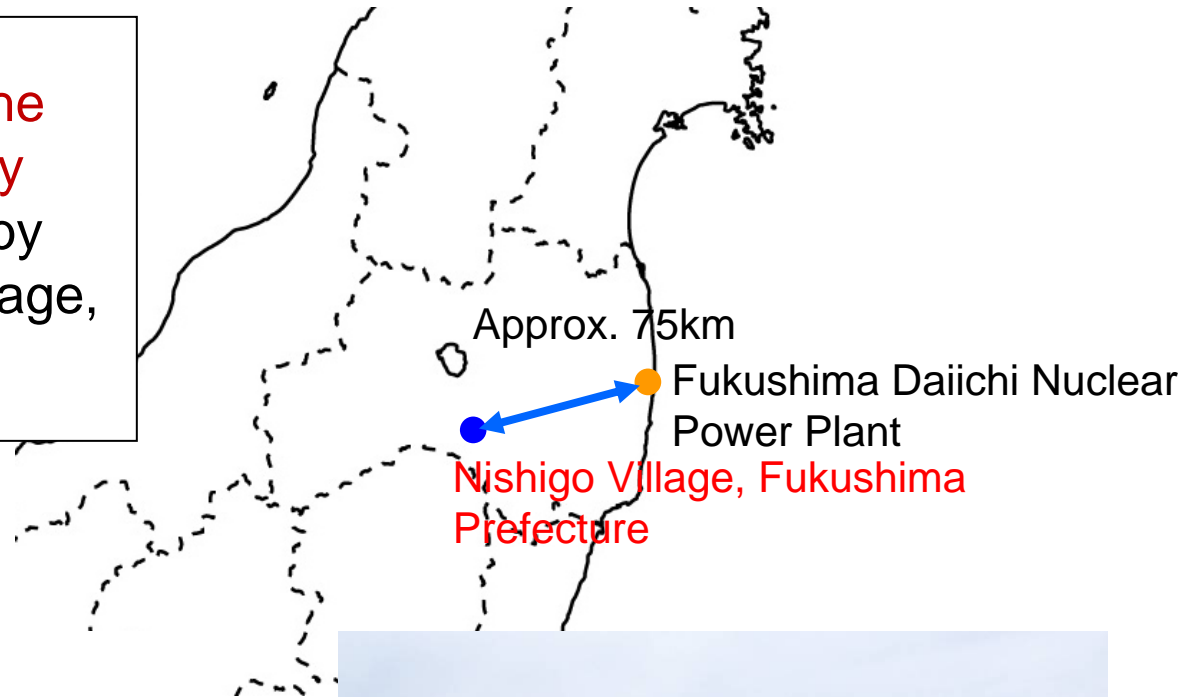 Approx. 75km
Fukushima Daiichi Nuclear
Power Plant
Nishigo Village, Fukushima
Prefecture